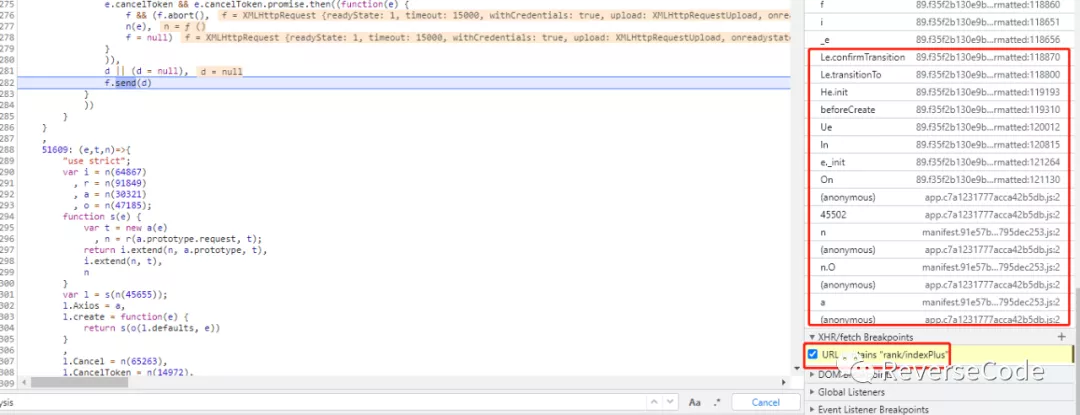 275 e.cancelToken && e.cancelToken.promise.then((function(e) {
276 f && (f.abort(), f = XMLHttpRequest {readyState: 1, timeout: 15000, withCredentials: true, upload: XMLHttpRequestUpload, onread
277 n(e), n = ƒ ()
278 f = null) f = XMLHttpRequest {readyState: 1, timeout: 15000, withCredentials: true, upload: XMLHttpRequestUpload, onreadystat
279 }
280 )),
281 d || (d = null), d = null
282 f.send(d)
283 }
284 ))
285 }
286 }
287 ,
288 51609: (e,t,n)=>{
289 "use strict";
290 var i = n(64867)
291 , r = n(91849)
292 , a = n(30321)
293 , o = n(47185);
294 function s(e) {
295 var t = new a(e)
296 , n = r(a.prototype.request, t);
297 return i.extend(n, a.prototype, t),
298 i.extend(n, t),
299 n
300 }
301 var l = s(n(45655));
302 l.Axios = a,
303 l.create = function(e) {
304 return s(o(l.defaults, e))
305 }
306 ,
307 l.Cancel = n(65263),
308 l.CancelToken = n(14972),
309
ysis
Aa .* Cancel
f 89.f35f2b130e9b...rmatted:118860
i 89.f35f2b130e9b...rmatted:118651
_e 89.f35f2b130e9b...rmatted:118656
Le.confirmTransition 89.f35f2b130e9b...rmatted:118870
Le.transitionTo 89.f35f2b130e9b...rmatted:118800
He.init 89.f35f2b130e9b...rmatted:119193
beforeCreate 89.f35f2b130e9b...rmatted:119310
Ue 89.f35f2b130e9b...rmatted:120012
In 89.f35f2b130e9b...rmatted:120815
e._init 89.f35f2b130e9b...rmatted:121264
On 89.f35f2b130e9b...rmatted:121130
(anonymous) app.c7a1231777acca42b5db.js:2
45502 app.c7a1231777acca42b5db.js:2
n manifest.91e57b...795dec253.js:2
(anonymous) app.c7a1231777acca42b5db.js:2
n.O manifest.91e57b...795dec253.js:2
(anonymous) app.c7a1231777acca42b5db.js:2
a manifest.91e57b...795dec253.js:2
(anonymous) app.c7a1231777acca42b5db.js:2
XHR/fetch Breakpoints
URL "rank/indexPlus"
ReverseCode
Global Listeners
Event Listener Breakpoints